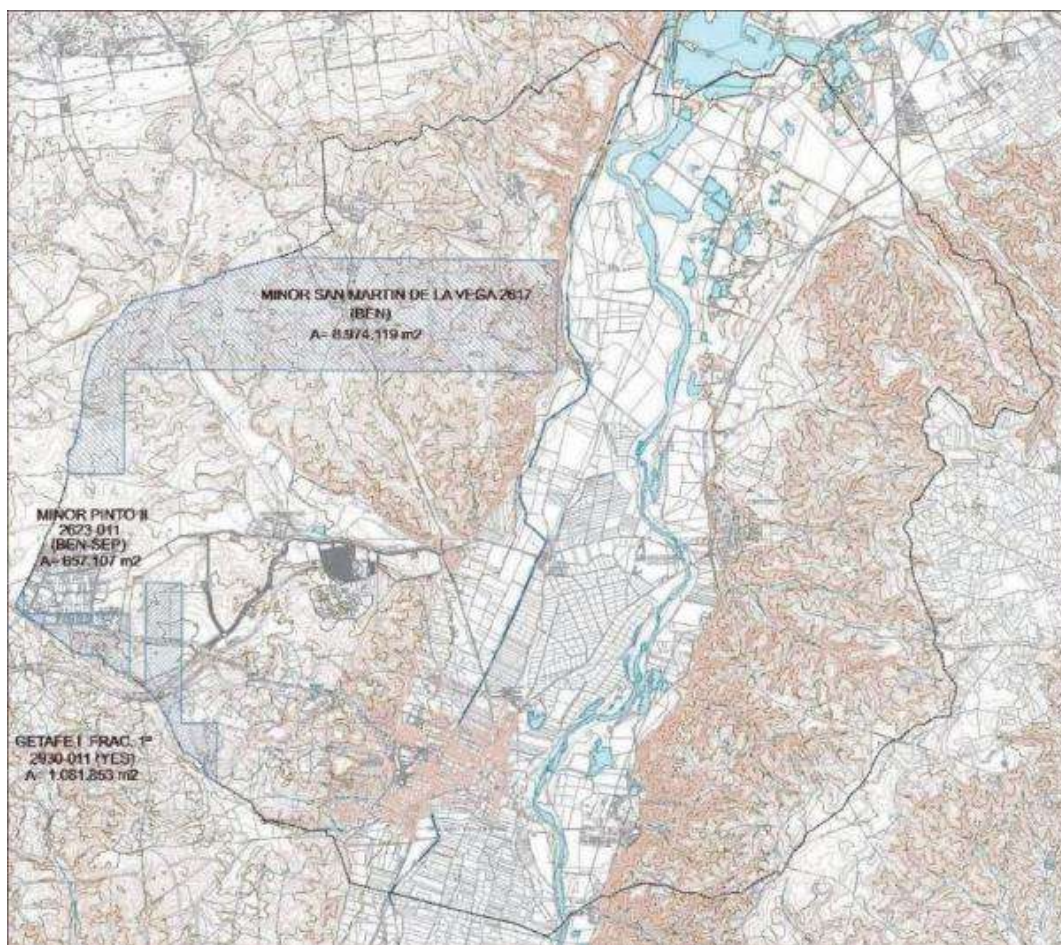 MINOR SAN MARTIN DE LA VEGA 2617
(BEN)
A= 8.974.119 m2
MINOR PINTO II
2623-011
(BEN-SEP)
A= 657.107 m2
GETAFE I FRAC. 1ª
2930-011 (YES)
A= 1.081.853 m2